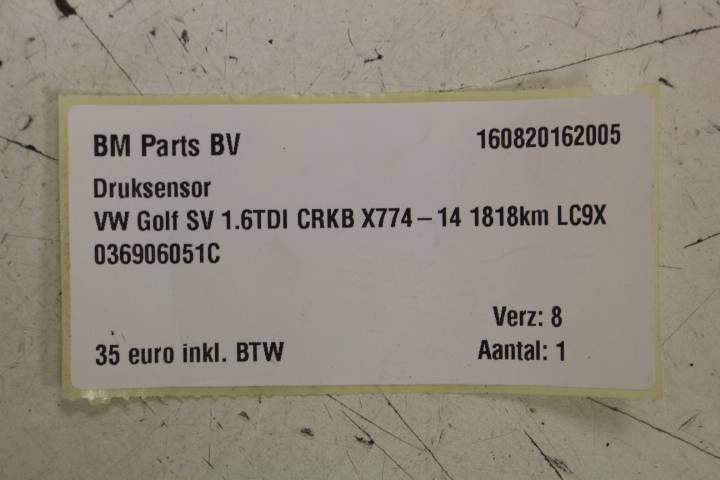 BM Parts BV 160820162005
Druksensor
VW Golf SV 1.6TDI CRKB X774-14 1818km LC9X
036906051C
Verz: 8
35 euro inkl. BTW Aantal: 1